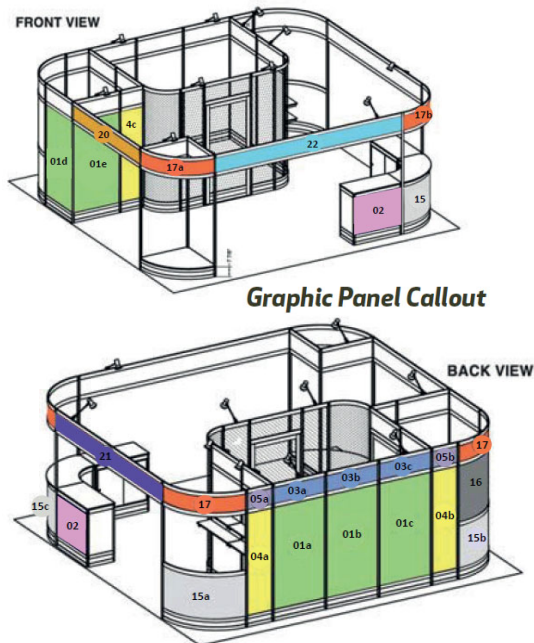 FRONT VIEW
17b
4c
20
22
01d
01e
17a
02
15
Graphic Panel Callout
BACK VIEW
21
17
05b
03c
03b
05a
03a
17
16
15c
02
01c
04b
01b
01a
04a
15b
15a